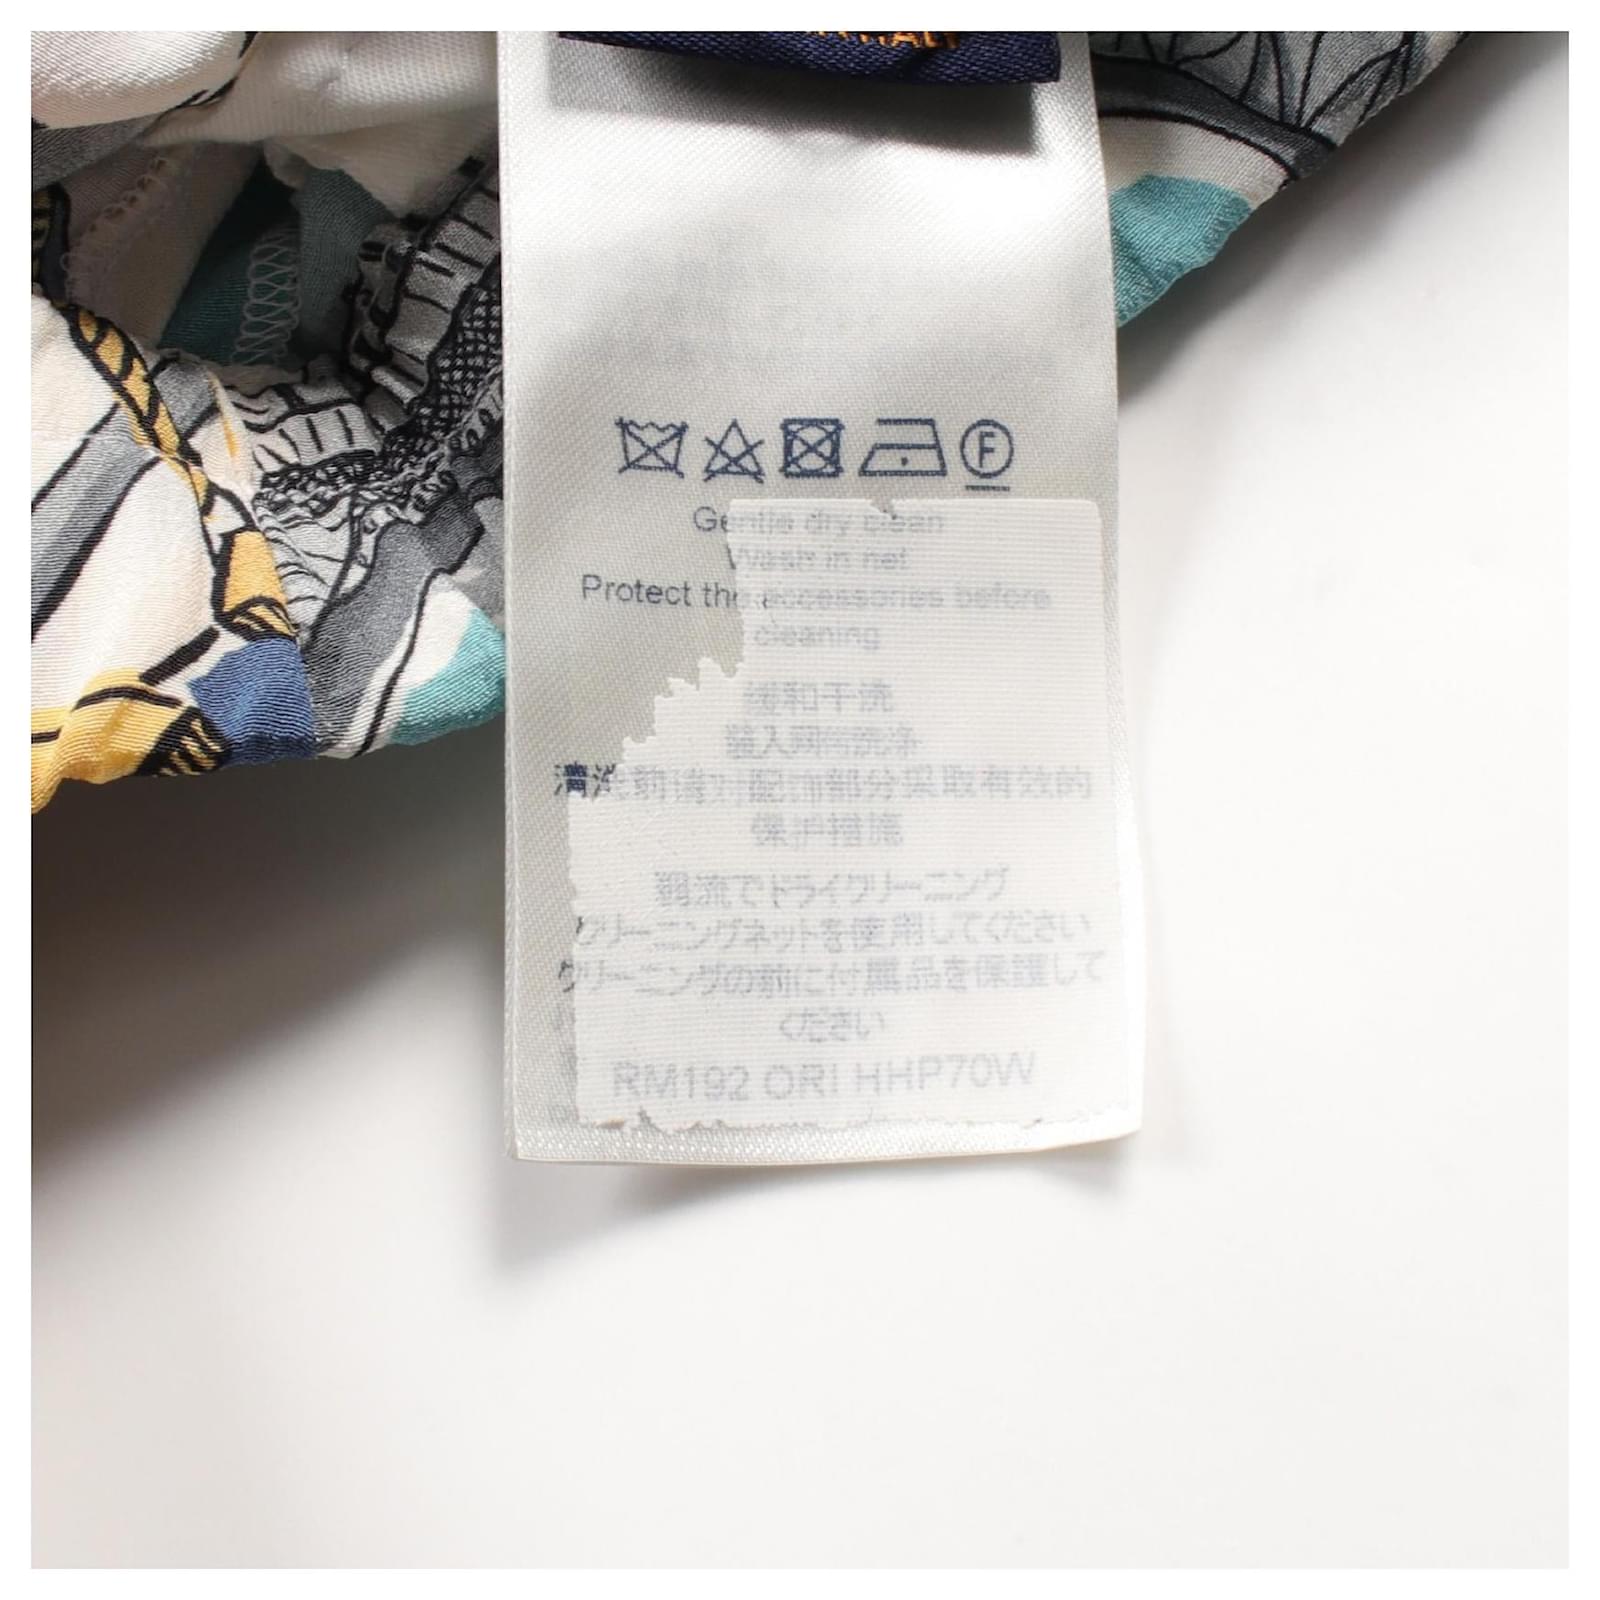 F
Gentle dry clean
Wash in net
Protect the accessories before
cleaning
缓和干洗
装入网袋洗净
清洗前请对配饰部分采取有效的
保护措施
弱流でドライクリーニング
クリーニングネットを使用してください
クリーニングの前に付属品を保護して
ください
RM192 ORI HHP70W